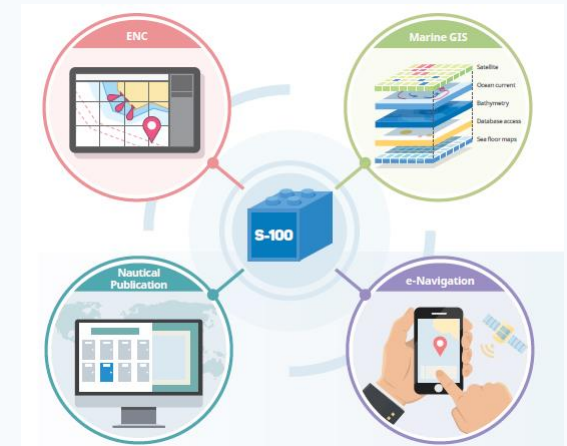 ENC
Marine GIS
Satellite
Ocean current
Bathymetry
Database access
Sea floor maps
S-100
Nautical
Publication
e-Navigation